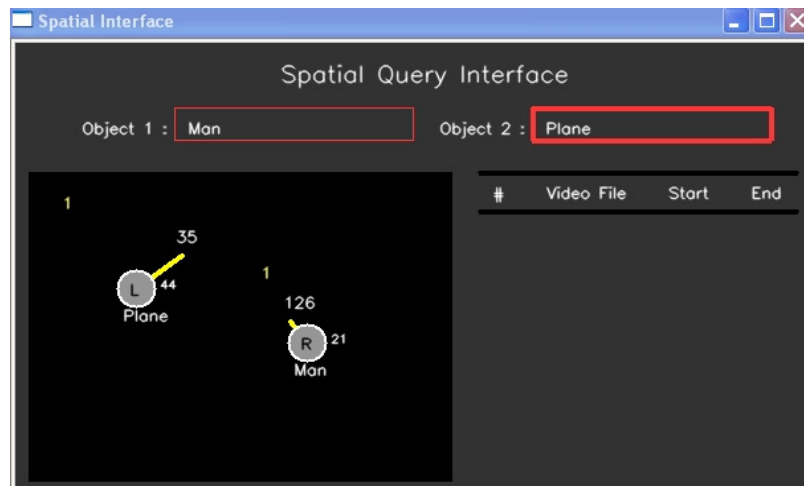 Spatial Interface
Spatial Query Interface
Object 1 : Man Object 2 : Plane
# Video File Start End
1
35
L 44
Plane
1
126
R 21
Man